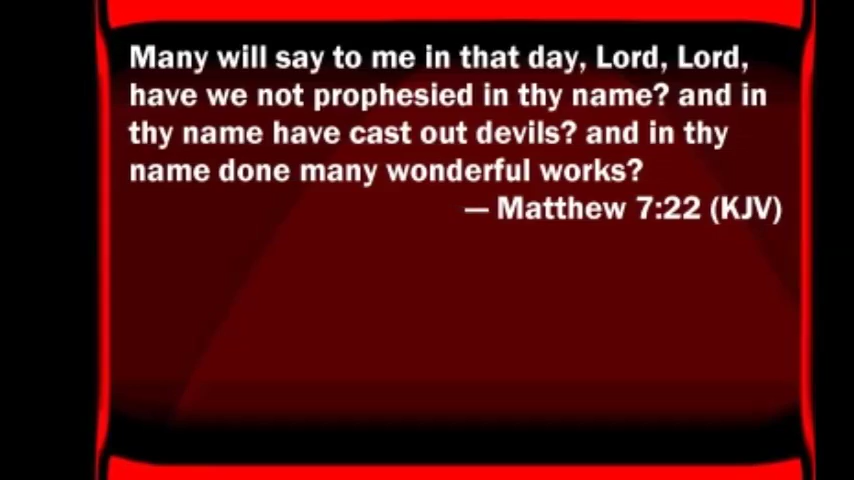 Many will say to me in that day, Lord, Lord,
have we not prophesied in thy name? and in
thy name have cast out devils? and in thy
name done many wonderful works?
— Matthew 7:22 (KJV)